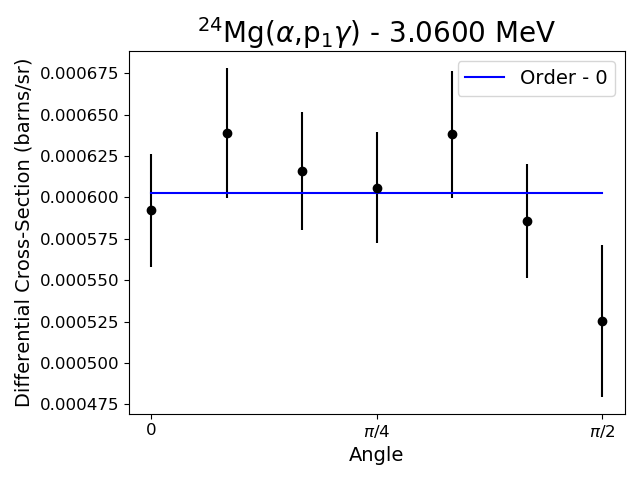 ²⁴Mg(α,p₁γ) - 3.0600 MeV
Order - 0
Differential Cross-Section (barns/sr)
0.000675
0.000650
0.000625
0.000600
0.000575
0.000550
0.000525
0.000500
0.000475
0 π/4 π/2
Angle